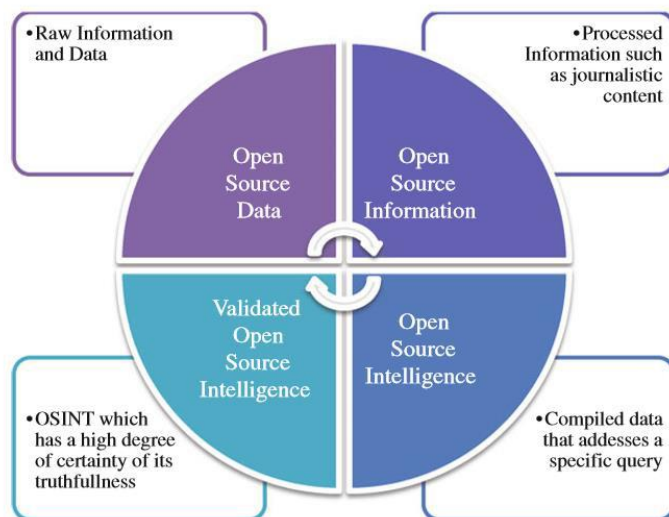 •Raw Information
and Data
•Processed
Information such
as journalistic
content
Open
Source
Data
Open
Source
Information
Validated
Open
Source
Intelligence
Open
Source
Intelligence
•OSINT which
has a high degree
of certainty of its
truthfullness
•Compiled data
that addresses a
specific query